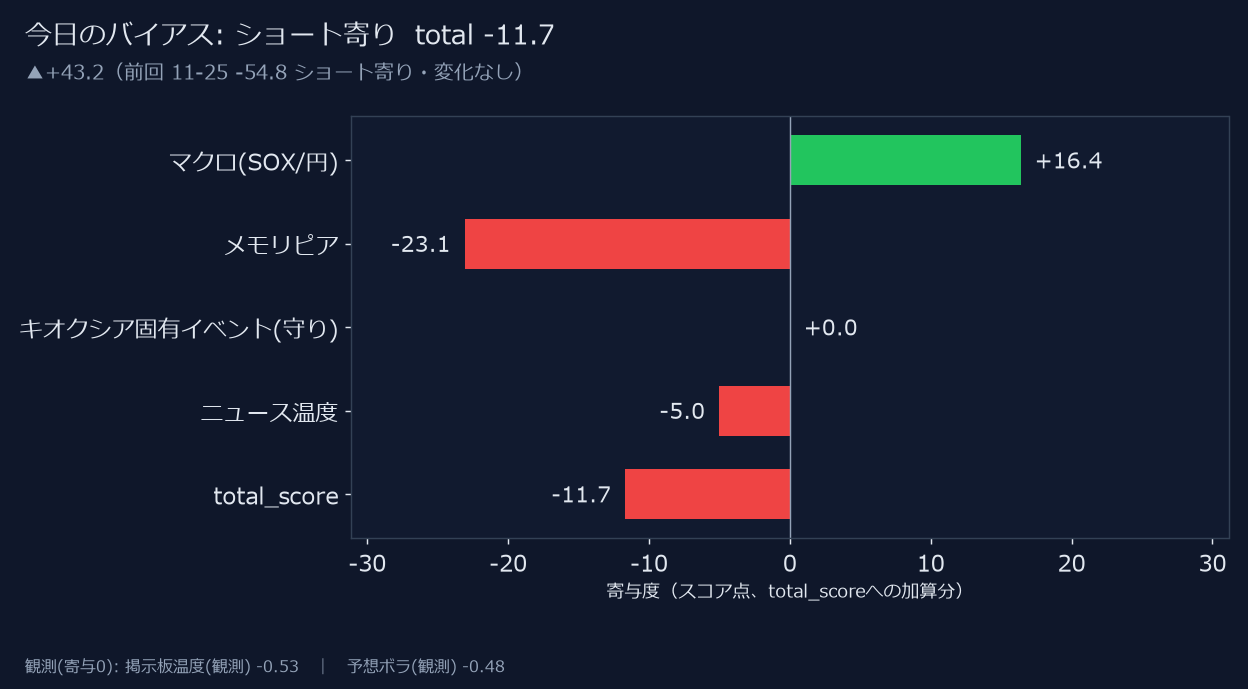 今日のバイアス: ショート寄り total -11.7
▲+43.2（前回 11-25 -54.8 ショート寄り・変化なし）
マクロ(SOX/円)
+16.4
メモリピア
-23.1
キオクシア固有イベント(守り)
+0.0
ニュース温度
-5.0
total_score
-11.7
-30 -20 -10 0 10 20 30
寄与度（スコア点、total_scoreへの加算分）
観測(寄与0): 掲示板温度(観測) -0.53 | 予想ボラ(観測) -0.48